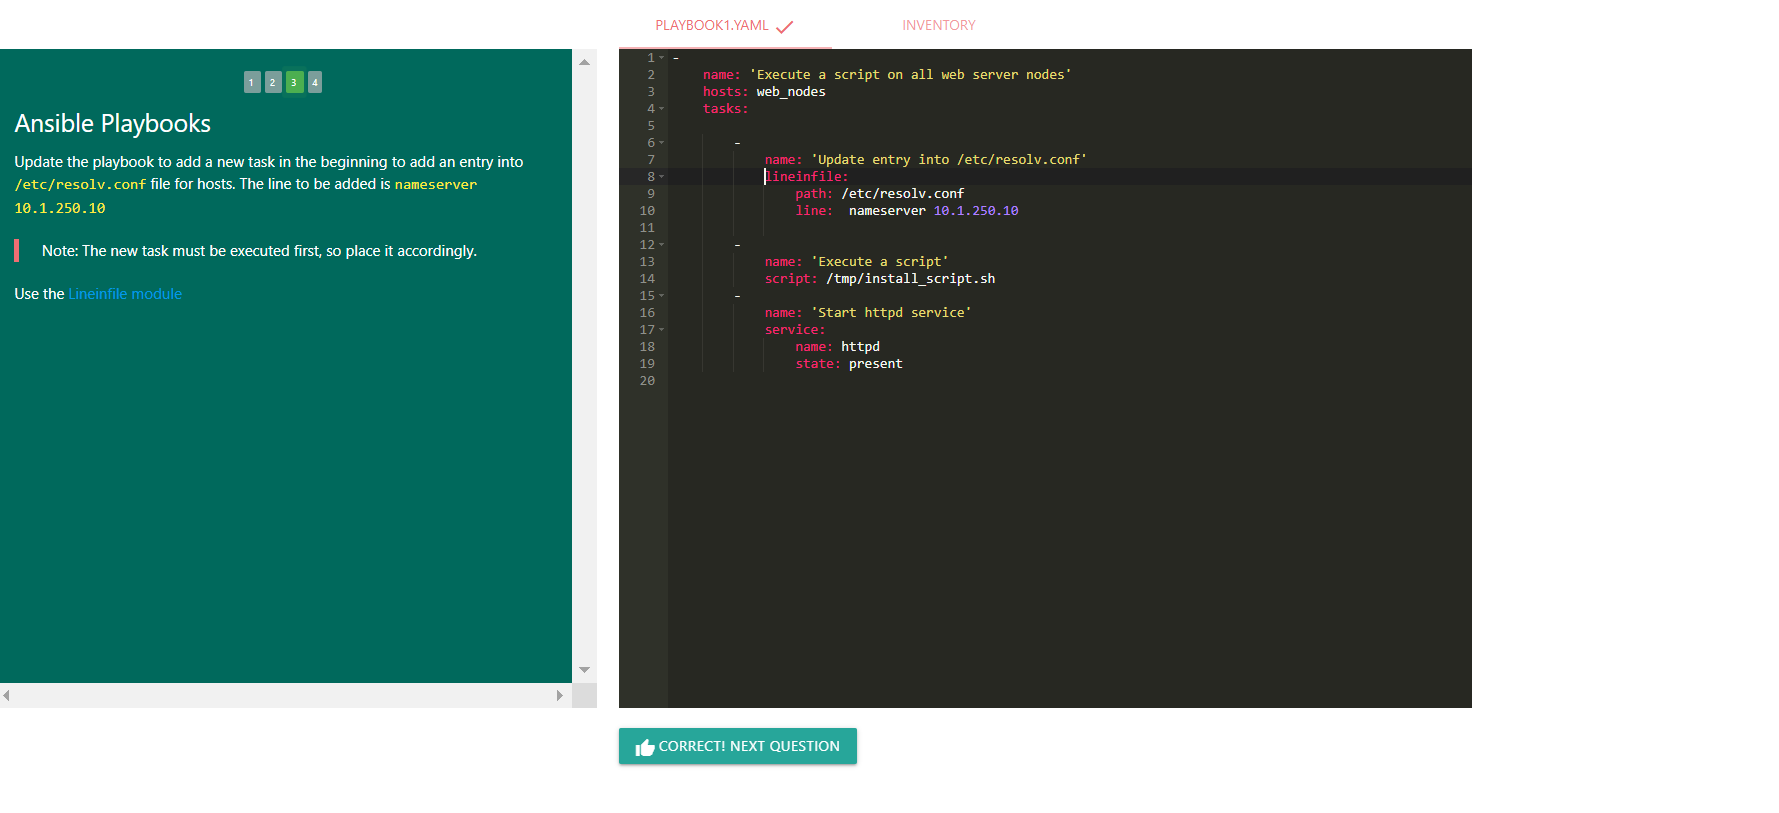 PLAYBOOK1.YAML
INVENTORY
1 2 3 4
Ansible Playbooks
Update the playbook to add a new task in the beginning to add an entry into
/etc/resolv.conf file for hosts. The line to be added is nameserver
10.1.250.10
Note: The new task must be executed first, so place it accordingly.
Use the Lineinfile module
1 -
2 name: 'Execute a script on all web server nodes'
3 hosts: web_nodes
4 tasks:
5
6 -
7 name: 'Update entry into /etc/resolv.conf'
8 lineinfile:
9 path: /etc/resolv.conf
10 line:  nameserver 10.1.250.10
11
12 -
13 name: 'Execute a script'
14 script: /tmp/install_script.sh
15 -
16 name: 'Start httpd service'
17 service:
18 name: httpd
19 state: present
20
CORRECT! NEXT QUESTION